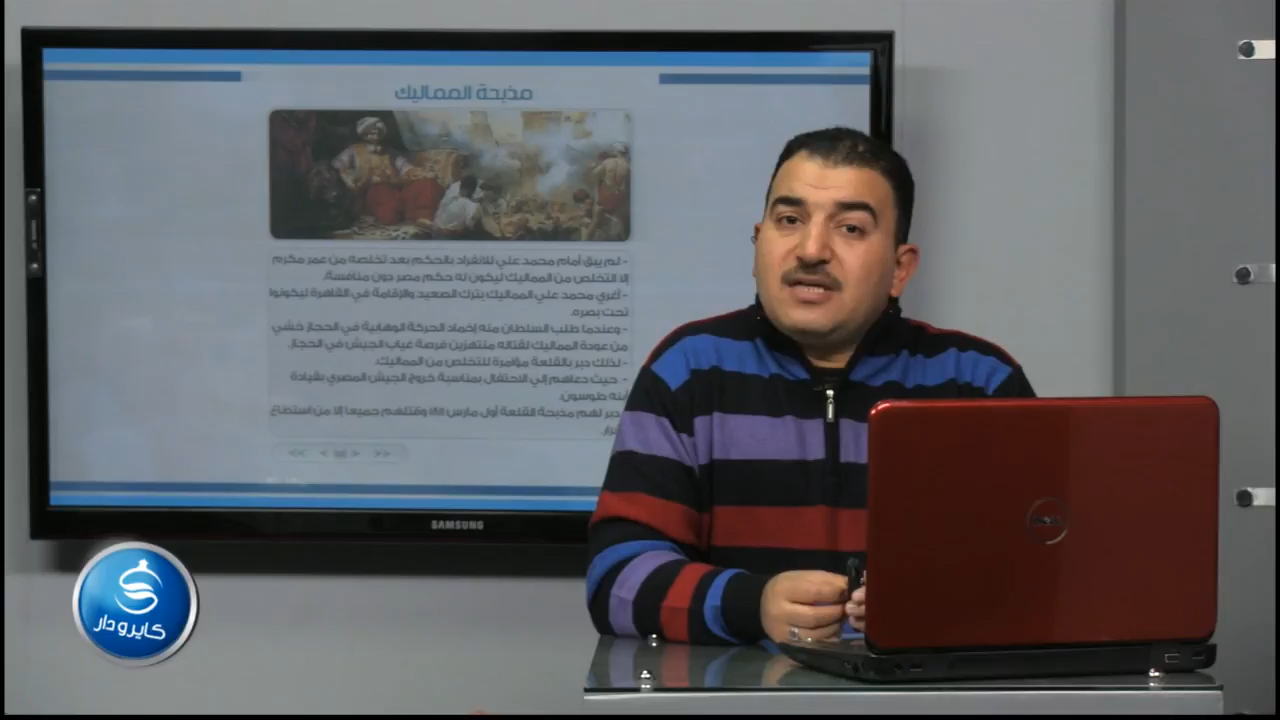 مذبحة المماليك
- لم يبق أمام محمد علي للانفراد بالحكم بعد تخلصه من عمر مكرم
إلا التخلص من المماليك ليكون له حكم مصر دون منافسة.
- أغري محمد علي المماليك بترك الصعيد والإقامة في القاهرة ليكونوا
تحت بصره.
- وعندما طلب السلطان منه إخماد الحركة الوهابية في الحجاز خشي
من عودة المماليك لقتاله منتهزين فرصة غياب الجيش في الحجاز.
- لذلك دبر بالقلعة مؤامرة للتخلص من المماليك.
- حيث دعاهم إلي الاحتفال بمناسبة خروج الجيش المصري بقيادة
أبنه طوسون.
دبر لهم مذبحة القلعة أول مارس ١٨١١ وقتلهم جميعا إلا من استطاع
SAMSUNG
DELL
كايرو دار